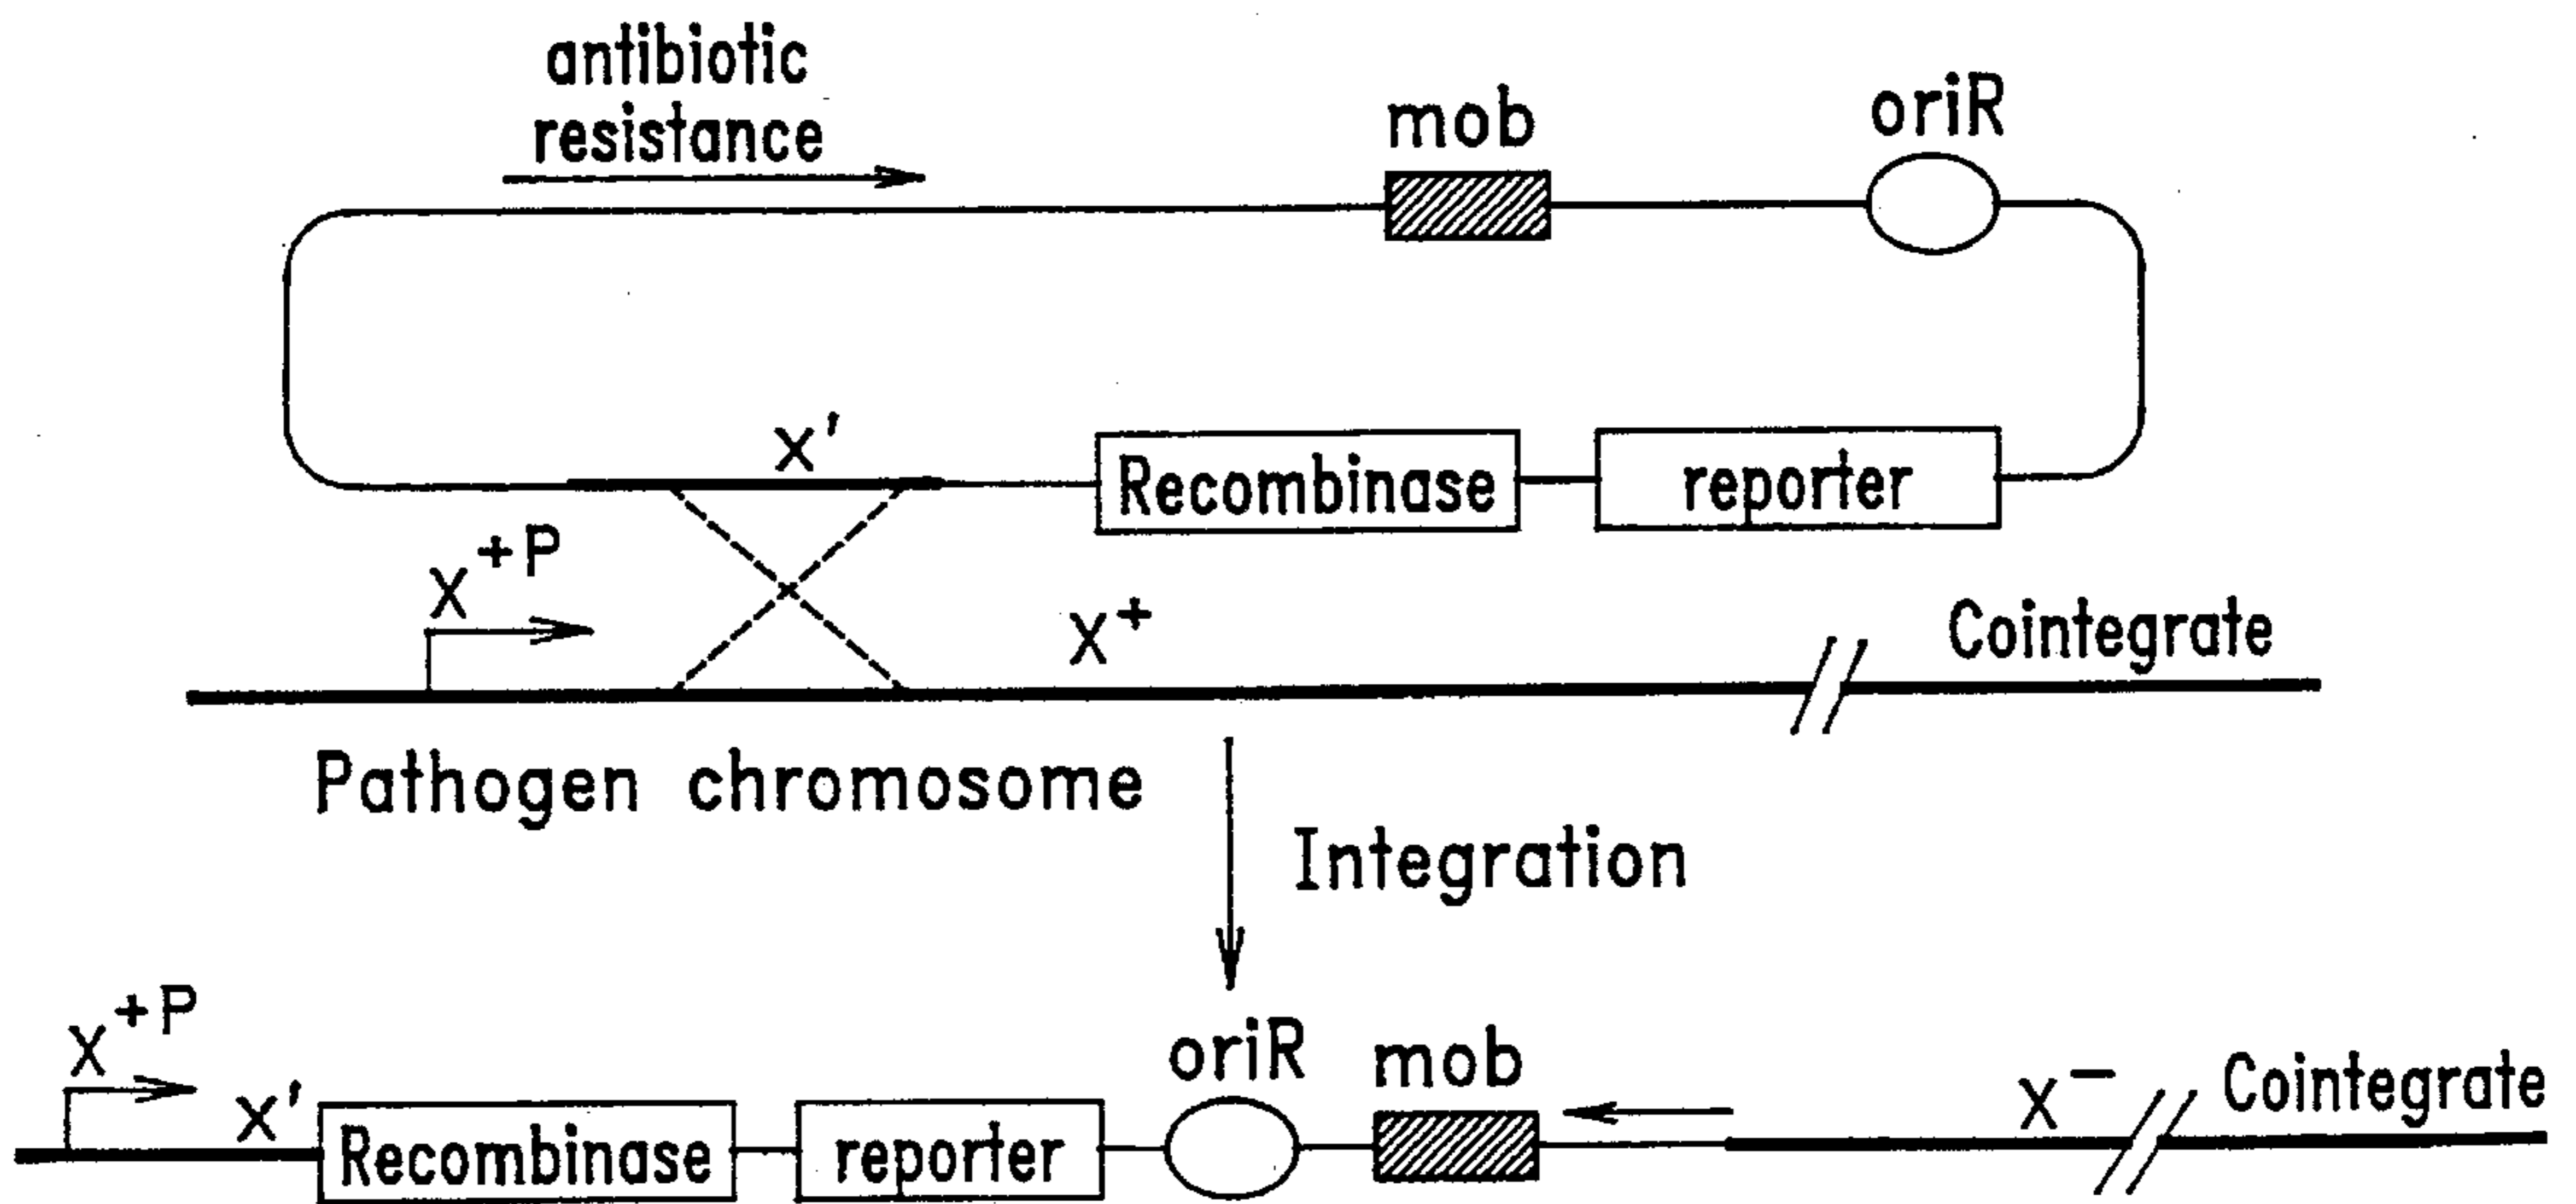 antibiotic
resistance
mob
oriR
X'
Recombinase
reporter
X+P
X+
Cointegrate
Pathogen chromosome
Integration
X+P
X'
Recombinase
reporter
oriR
mob
X−
Cointegrate